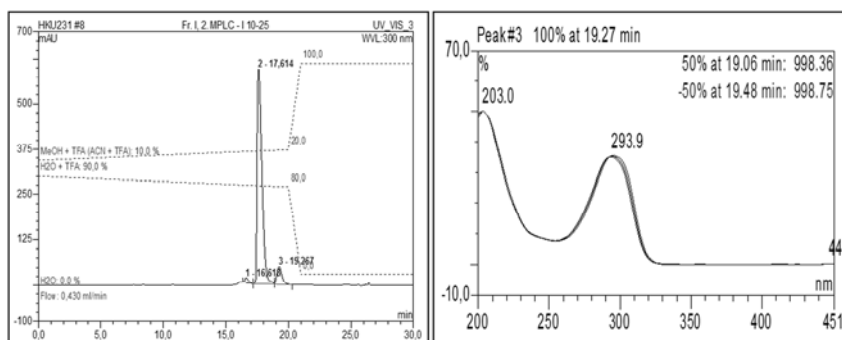 HKU231 #8 Fr. I, 2. MPLC - I 10-25 UV_VIS_3
700 mAU WVL:300 nm
100,0
2 - 17,614
500
375
20,0
MeOH + TFA (ACN + TFA): 10,0 %
H2O + TFA: 90,0 %
250
80,0
125
1 - 16,610 3 - 19,267
H2O: 0,0 %
Flow: 0,430 ml/min
min
-100
0,0 5,0 10,0 15,0 20,0 25,0 30,0
Peak#3 100% at 19.27 min
70,0
% 50% at 19.06 min: 998.36
-50% at 19.48 min: 998.75
203.0
293.9
44
nm
-10,0
200 250 300 350 400 451